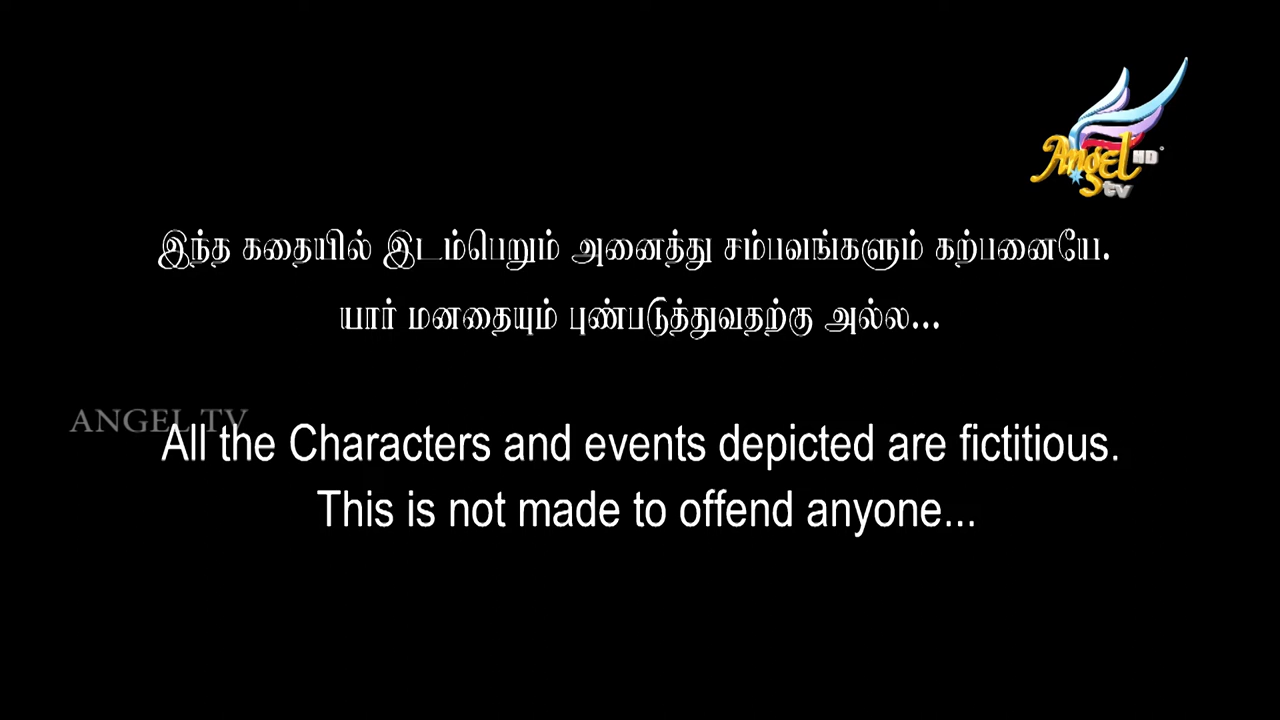 Angel HD
tv
இந்த கதையில் இடம்பெறும் அனைத்து சம்பவங்களும் கற்பனையே.
யார் மனதையும் புண்படுத்துவதற்கு அல்ல...
ANGEL TV
All the Characters and events depicted are fictitious.
This is not made to offend anyone...